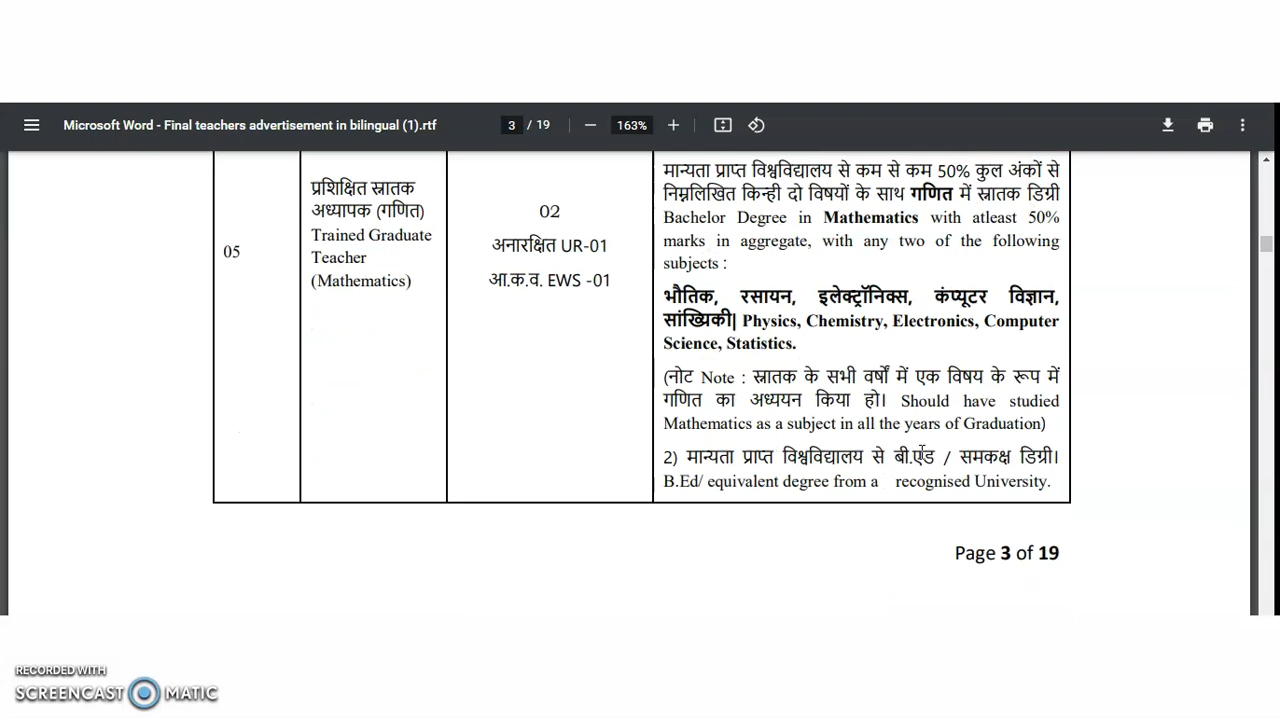 Microsoft Word - Final teachers advertisement in bilingual (1).rtf
3 / 19
163%
05
प्रशिक्षित स्नातक
अध्यापक (गणित)
Trained Graduate
Teacher
(Mathematics)
02
अनारक्षित UR-01
आ.क.व. EWS -01
मान्यता प्राप्त विश्वविद्यालय से कम से कम 50% कुल अंकों से
निम्नलिखित किन्ही दो विषयों के साथ गणित में स्नातक डिग्री
Bachelor Degree in Mathematics with atleast 50%
marks in aggregate, with any two of the following
subjects :
भौतिक, रसायन, इलेक्ट्रॉनिक्स, कंप्यूटर विज्ञान,
सांख्यिकी| Physics, Chemistry, Electronics, Computer
Science, Statistics.
(नोट Note : स्नातक के सभी वर्षों में एक विषय के रूप में
गणित का अध्ययन किया हो। Should have studied
Mathematics as a subject in all the years of Graduation)
2) मान्यता प्राप्त विश्वविद्यालय से बी.एड / समकक्ष डिग्री।
B.Ed/ equivalent degree from a recognised University.
Page 3 of 19
RECORDED WITH
SCREENCAST MATIC